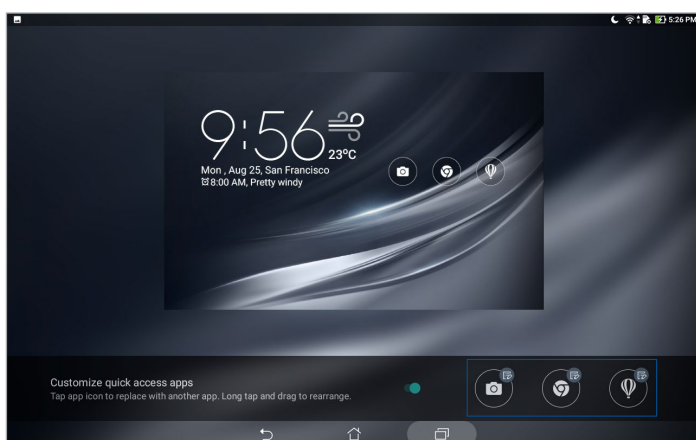 5:26 PM
9:56
23°C
Mon , Aug 25, San Francisco
8:00 AM, Pretty windy
Customize quick access apps
Tap app icon to replace with another app. Long tap and drag to rearrange.